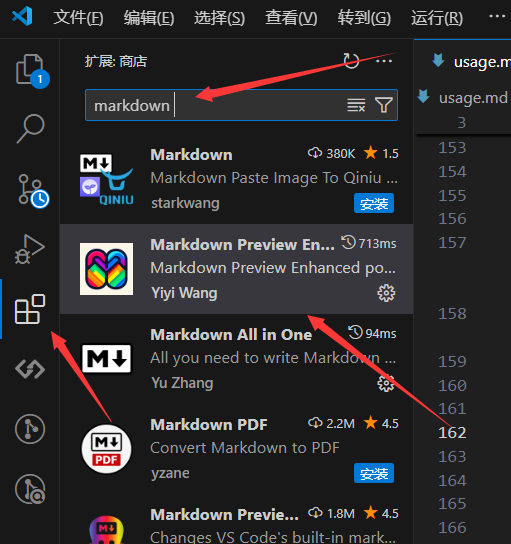 文件(F) 编辑(E) 选择(S) 查看(V) 转到(G) 运行(R) ···
扩展: 商店
usage.m
markdown
usage.md
3
1
M
QINIU
Markdown 380K 1.5
Markdown Paste Image To Qiniu ...
starkwang 安装
Markdown Preview En... 713ms
Markdown Preview Enhanced po...
Yiyi Wang
M
Markdown All in One 94ms
All you need to write Markdown ...
Yu Zhang
M
PDF
Markdown PDF 2.2M 4.5
Convert Markdown to PDF
yzane 安装
M
Markdown Previe... 1.8M 4.5
Changes VS Code's built-in mark...
153
154
155
156
157
158
159
160
161
162
163
164
165
166